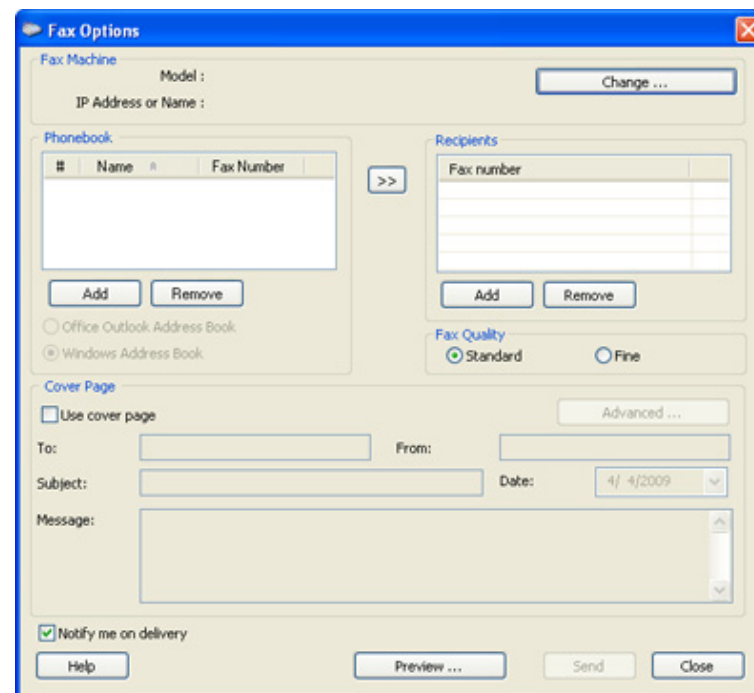 Fax Options
Fax Machine
Model :
Change ...
IP Address or Name :
Phonebook
# Name Fax Number
>>
Recipients
Fax number
Add Remove
Add Remove
Office Outlook Address Book
Windows Address Book
Fax Quality
Standard Fine
Cover Page
Use cover page
Advanced ...
To: From:
Subject: Date: 4/ 4/2009
Message:
Notify me on delivery
Help Preview ... Send Close